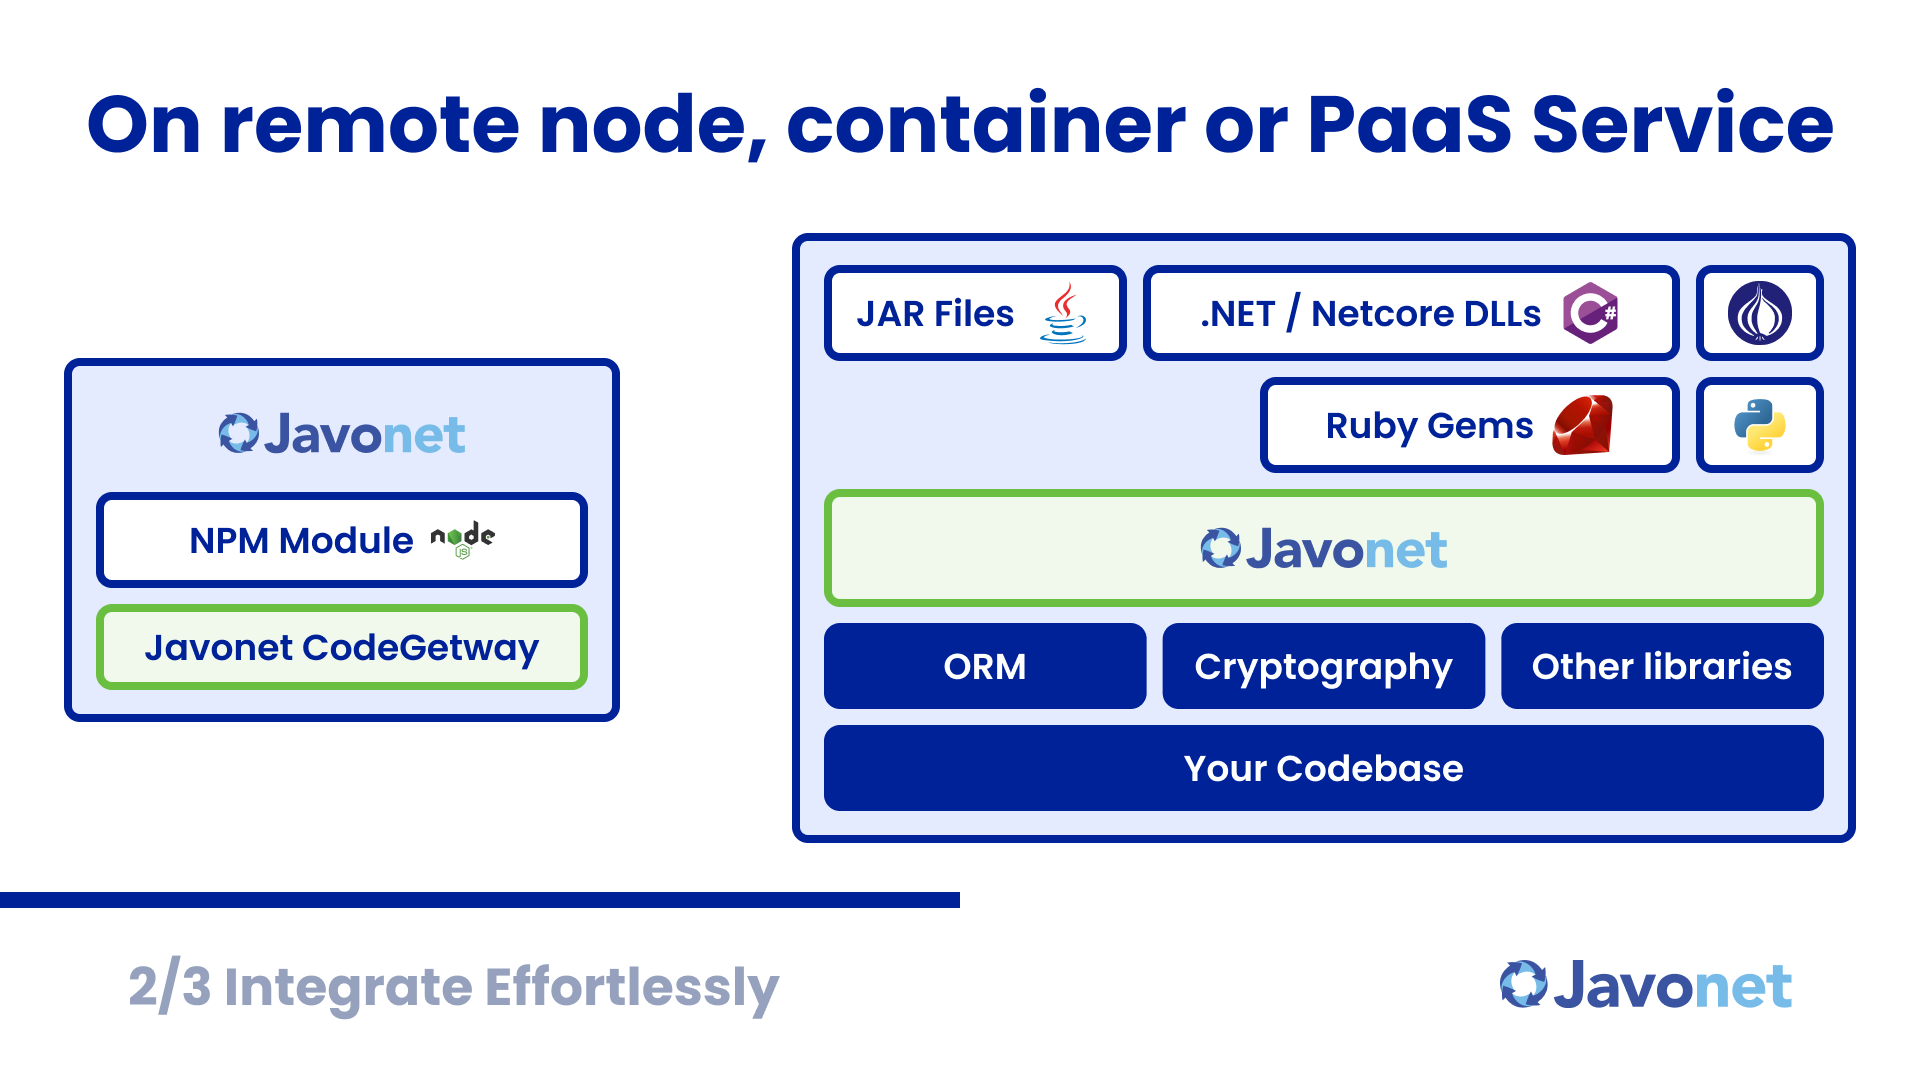 On remote node, container or PaaS Service
Javonet
NPM Module node JS
Javonet CodeGetway
JAR Files
.NET / Netcore DLLs C#
Ruby Gems
Javonet
ORM
Cryptography
Other libraries
Your Codebase
2/3 Integrate Effortlessly
Javonet